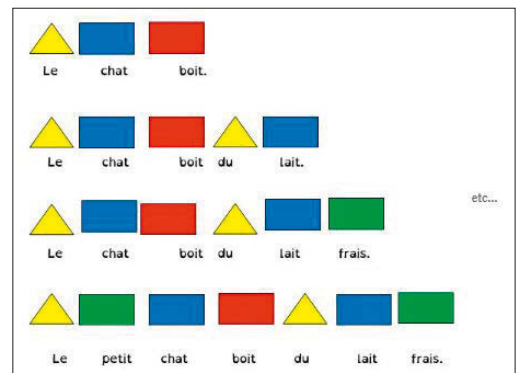 Le chat boit.
Le chat boit du lait.
etc...
Le chat boit du lait frais.
Le petit chat boit du lait frais.